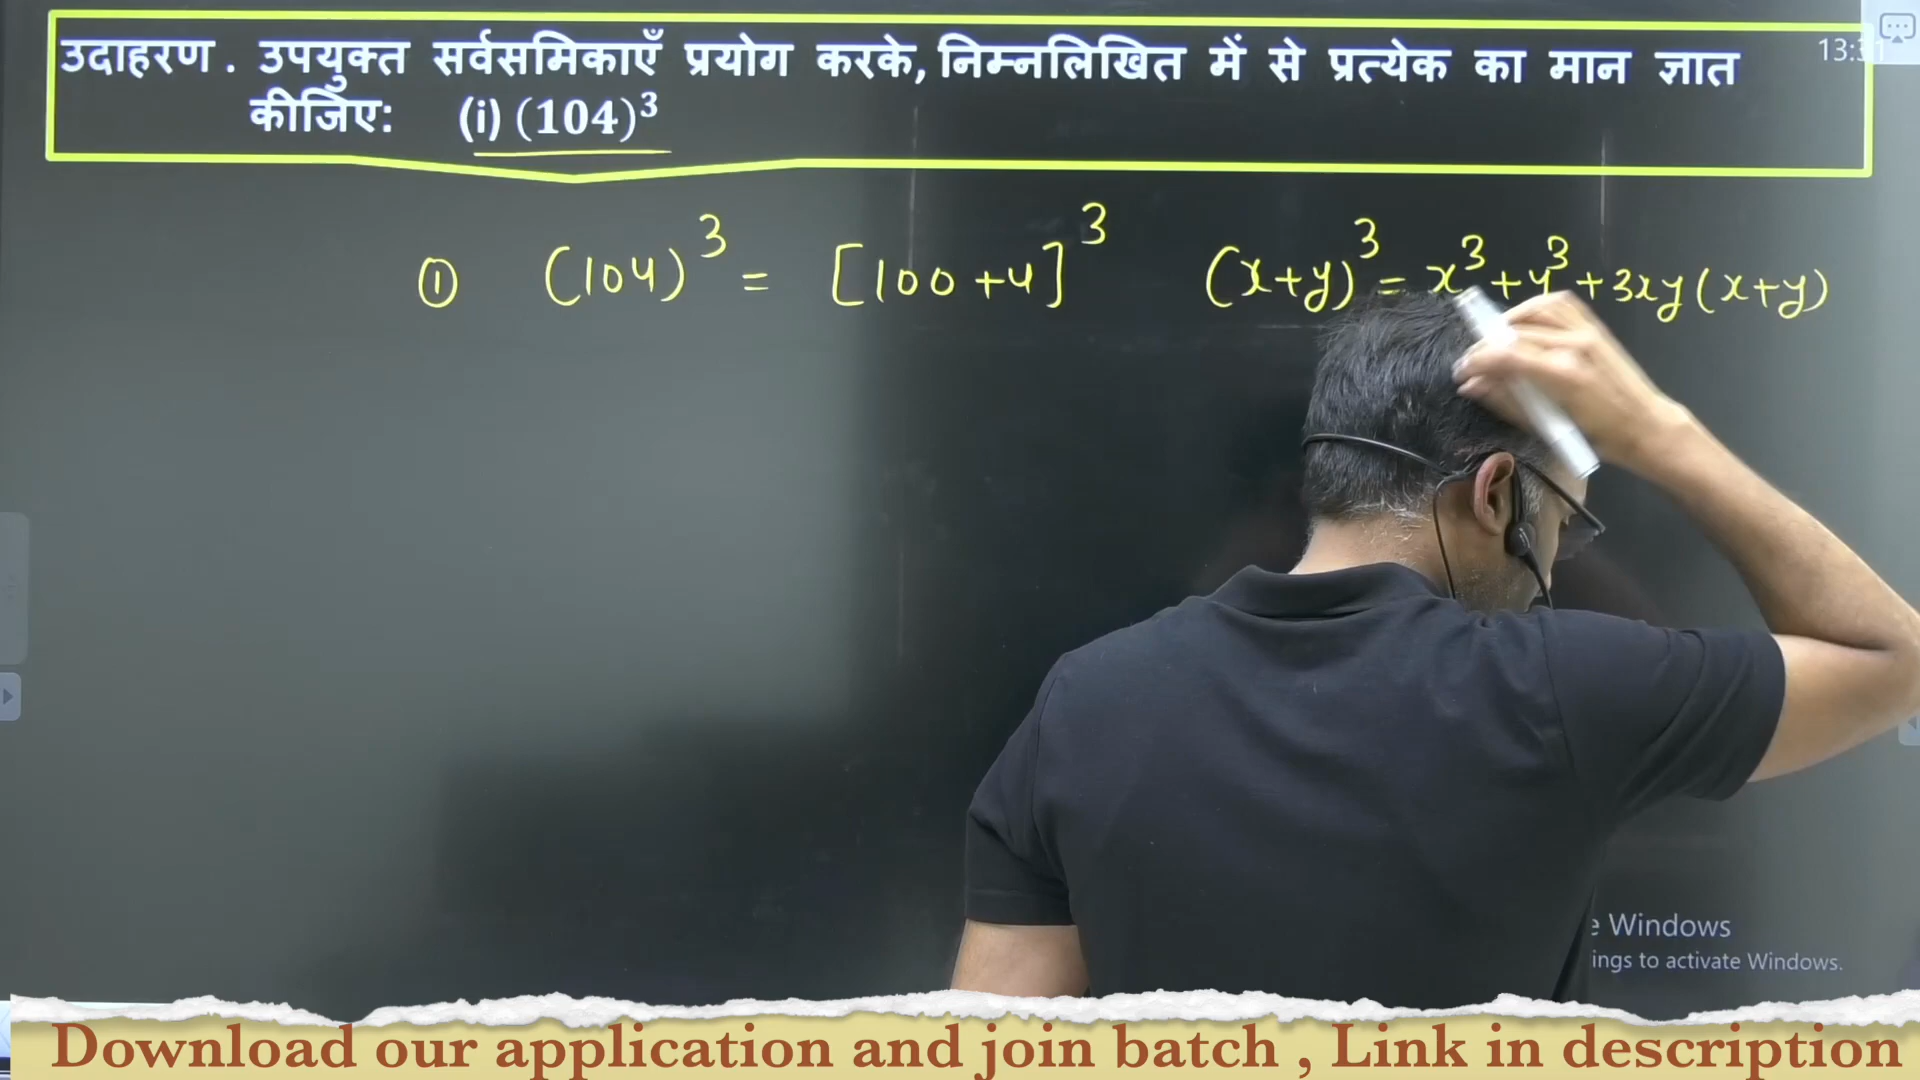 उदाहरण . उपयुक्त सर्वसमिकाएँ प्रयोग करके, निम्नलिखित में से प्रत्येक का मान ज्ञात
कीजिए: (i) (104)³
① (104)³ = [100+4]³ (x+y)³ = x³+y³+3xy(x+y)
Windows
ings to activate Windows.
Download our application and join batch , Link in description